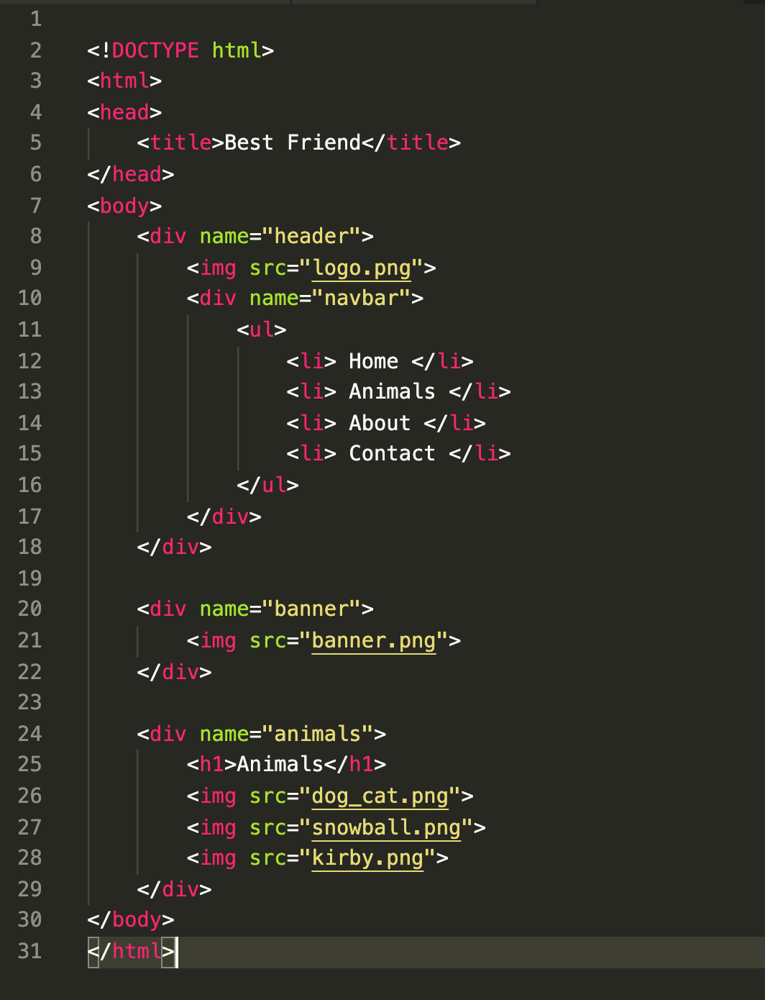 1
2 <!DOCTYPE html>
3 <html>
4 <head>
5     <title>Best Friend</title>
6 </head>
7 <body>
8     <div name="header">
9         <img src="logo.png">
10         <div name="navbar">
11             <ul>
12                 <li> Home </li>
13                 <li> Animals </li>
14                 <li> About </li>
15                 <li> Contact </li>
16             </ul>
17         </div>
18     </div>
19
20     <div name="banner">
21         <img src="banner.png">
22     </div>
23
24     <div name="animals">
25         <h1>Animals</h1>
26         <img src="dog_cat.png">
27         <img src="snowball.png">
28         <img src="kirby.png">
29     </div>
30 </body>
31 </html>